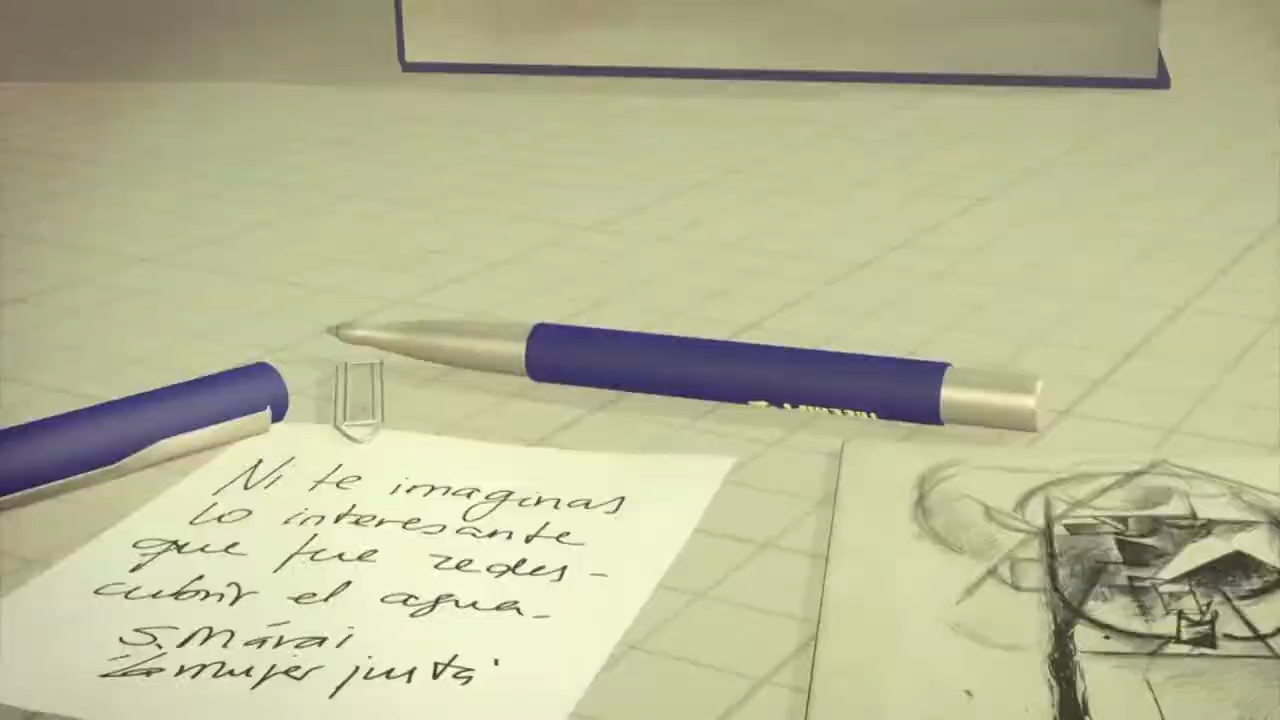 Ni te imaginas
lo interesante
que fue redes-
cubrir el agua.
S. Márai
La mujer justa